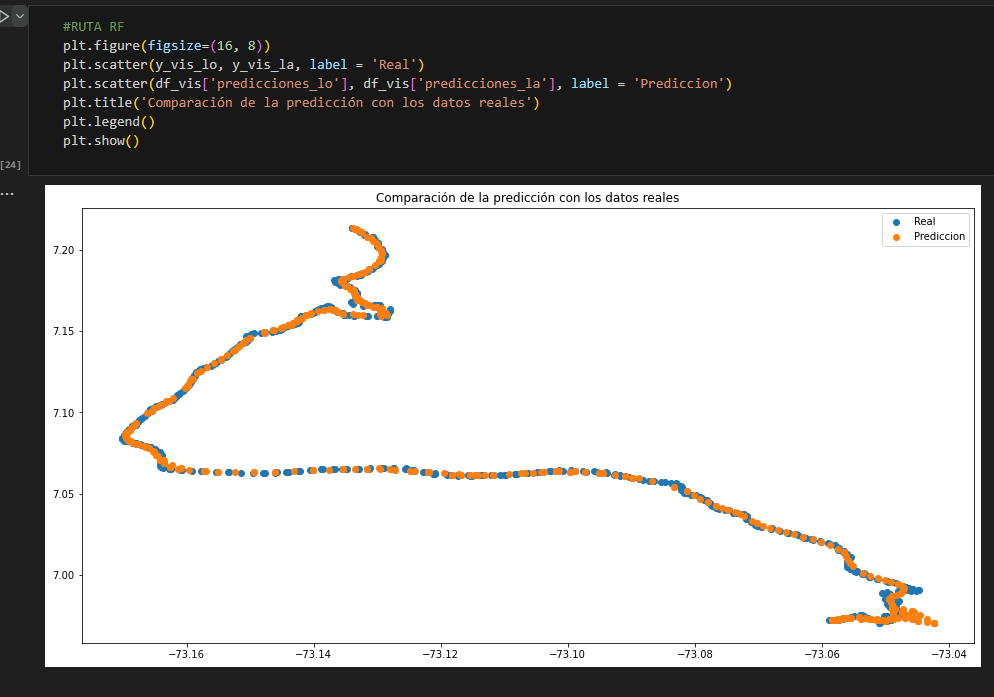 #RUTA RF
plt.figure(figsize=(16, 8))
plt.scatter(y_vis_lo, y_vis_la, label = 'Real')
plt.scatter(df_vis['predicciones_lo'], df_vis['predicciones_la'], label = 'Prediccion')
plt.title('Comparación de la predicción con los datos reales')
plt.legend()
plt.show()
[24]
...
Comparación de la predicción con los datos reales
Real
Prediccion
7.20
7.15
7.10
7.05
7.00
−73.16 −73.14 −73.12 −73.10 −73.08 −73.06 −73.04